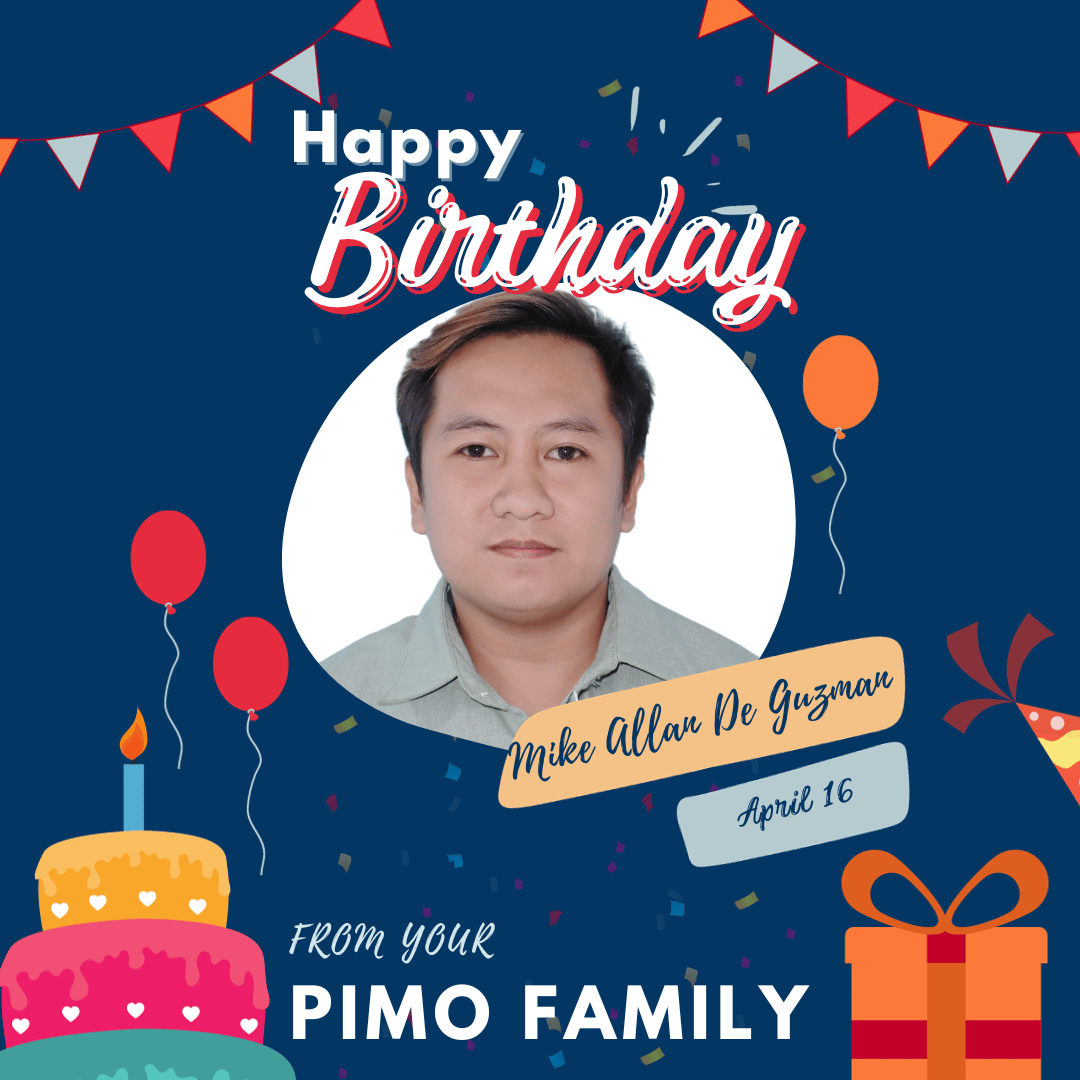 Happy
Birthday
Mike Allan De Guzman
April 16
FROM YOUR
PIMO FAMILY